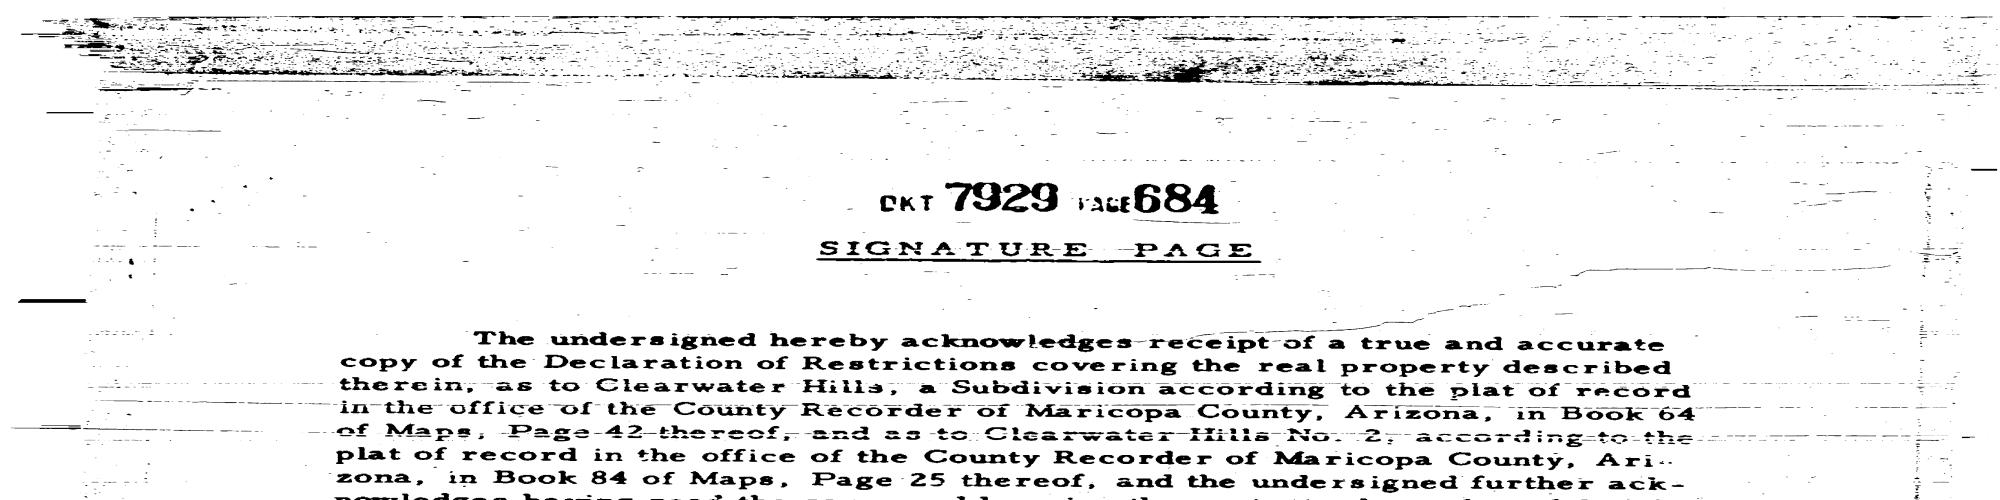 DKT 7929 PAGE 684
SIGNATURE PAGE
The undersigned hereby acknowledges receipt of a true and accurate
copy of the Declaration of Restrictions covering the real property described
therein, as to Clearwater Hills, a Subdivision according to the plat of record
in the office of the County Recorder of Maricopa County, Arizona, in Book 64
of Maps, Page 42 thereof, and as to Clearwater Hills No. 2, according to the
plat of record in the office of the County Recorder of Maricopa County, Ari-
zona, in Book 84 of Maps, Page 25 thereof, and the undersigned further ack-